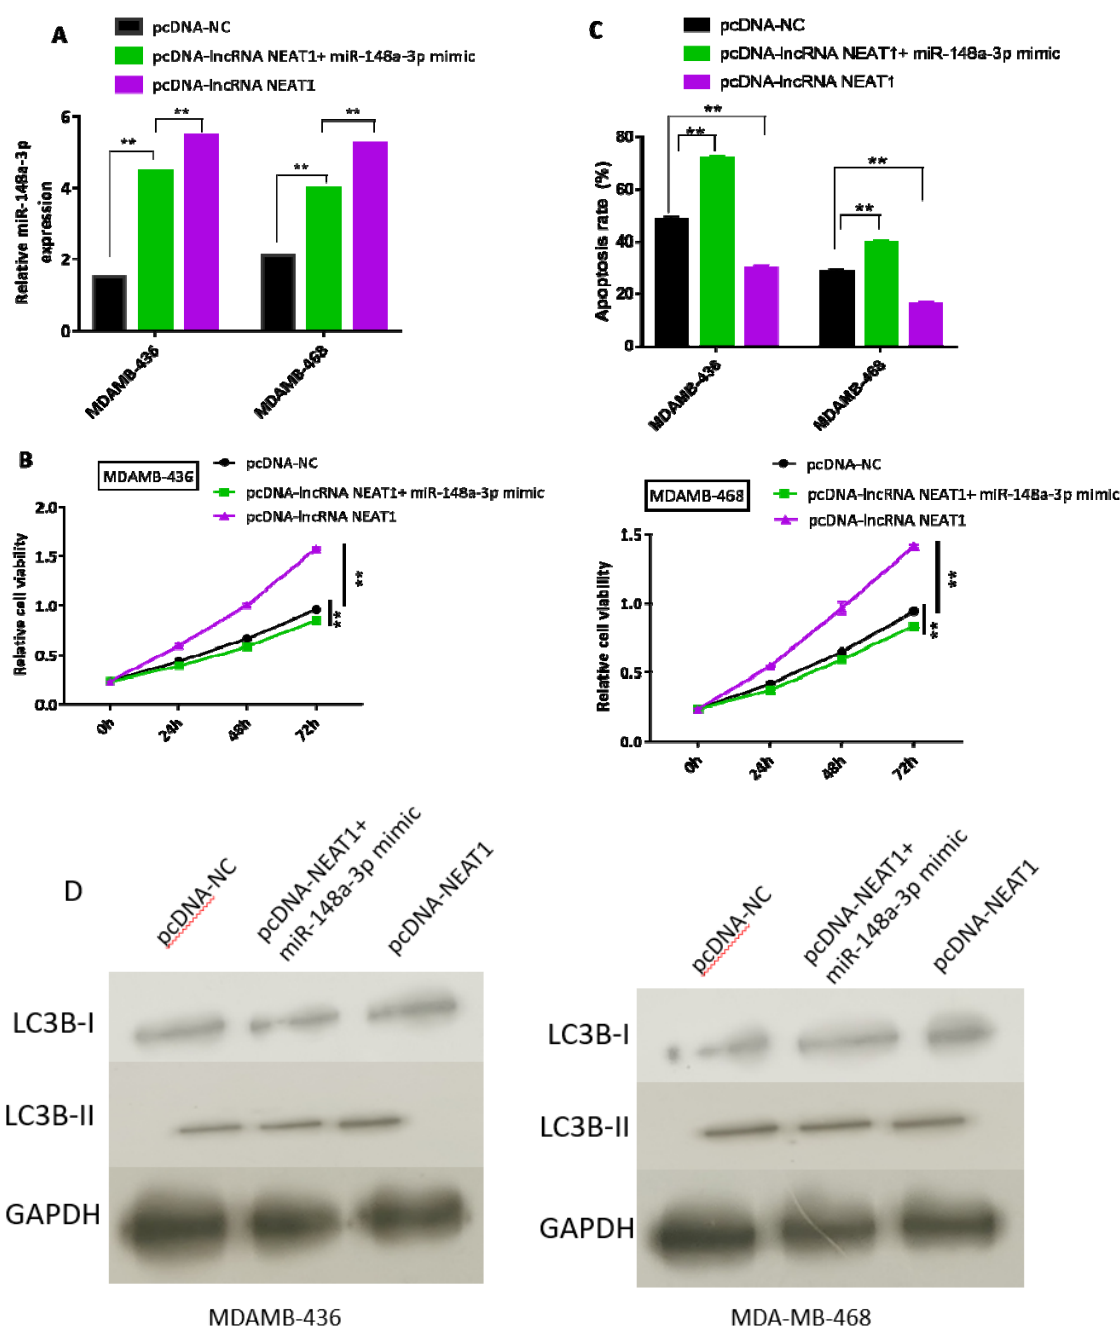 A
pcDNA-NC
pcDNA-lncRNA NEAT1+ miR-148a-3p mimic
pcDNA-lncRNA NEAT1
Relative miR-148a-3p
expression
6
4
2
0
**
**
**
**
MDAMB-436
MDAMB-468
C
pcDNA-NC
pcDNA-lncRNA NEAT1+ miR-148a-3p mimic
pcDNA-lncRNA NEAT1
Apoptosis rate (%)
80
60
40
20
0
**
**
**
**
MDAMB-436
MDAMB-468
B
MDAMB-436
pcDNA-NC
pcDNA-lncRNA NEAT1+ miR-148a-3p mimic
pcDNA-lncRNA NEAT1
Relative cell viability
2.0
1.5
1.0
0.5
0.0
**
**
0h
24h
48h
72h
MDAMB-468
pcDNA-NC
pcDNA-lncRNA NEAT1+ miR-148a-3p mimic
pcDNA-lncRNA NEAT1
Relative cell viability
1.5
1.0
0.5
0.0
**
**
0h
24h
48h
72h
D
pcDNA-NC
pcDNA-NEAT1+
miR-148a-3p mimic
pcDNA-NEAT1
LC3B-I
LC3B-II
GAPDH
MDAMB-436
pcDNA-NC
pcDNA-NEAT1+
miR-148a-3p mimic
pcDNA-NEAT1
LC3B-I
LC3B-II
GAPDH
MDA-MB-468